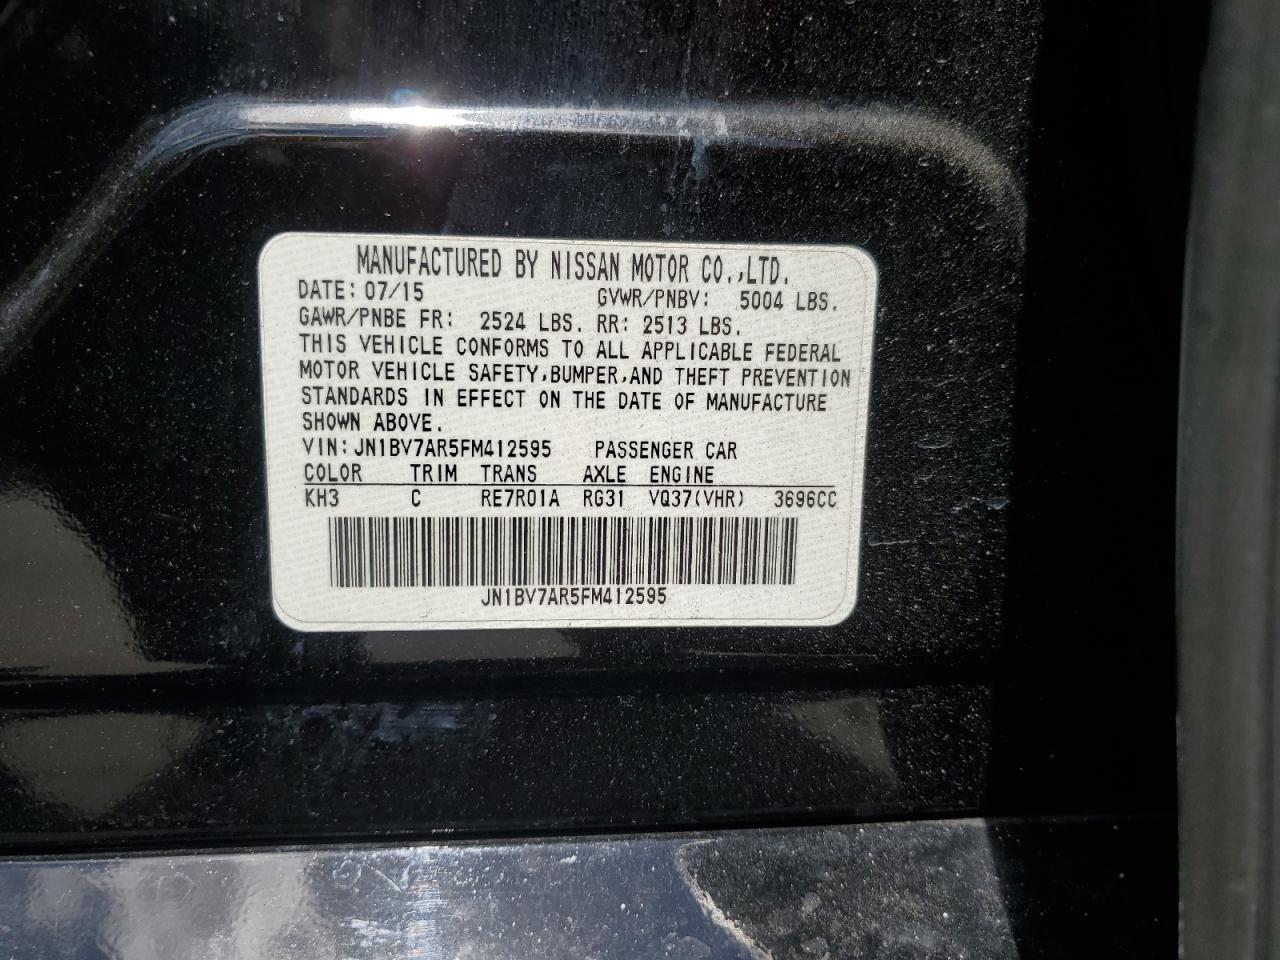 MANUFACTURED BY NISSAN MOTOR CO.,LTD.
DATE: 07/15 GVWR/PNBV: 5004 LBS.
GAWR/PNBE FR: 2524 LBS. RR: 2513 LBS.
THIS VEHICLE CONFORMS TO ALL APPLICABLE FEDERAL
MOTOR VEHICLE SAFETY,BUMPER,AND THEFT PREVENTION
STANDARDS IN EFFECT ON THE DATE OF MANUFACTURE
SHOWN ABOVE.
VIN:JN1BV7AR5FM412595 PASSENGER CAR
COLOR TRIM TRANS AXLE ENGINE
KH3 C RE7R01A RG31 VQ37(VHR) 3696CC
JN1BV7AR5FM412595